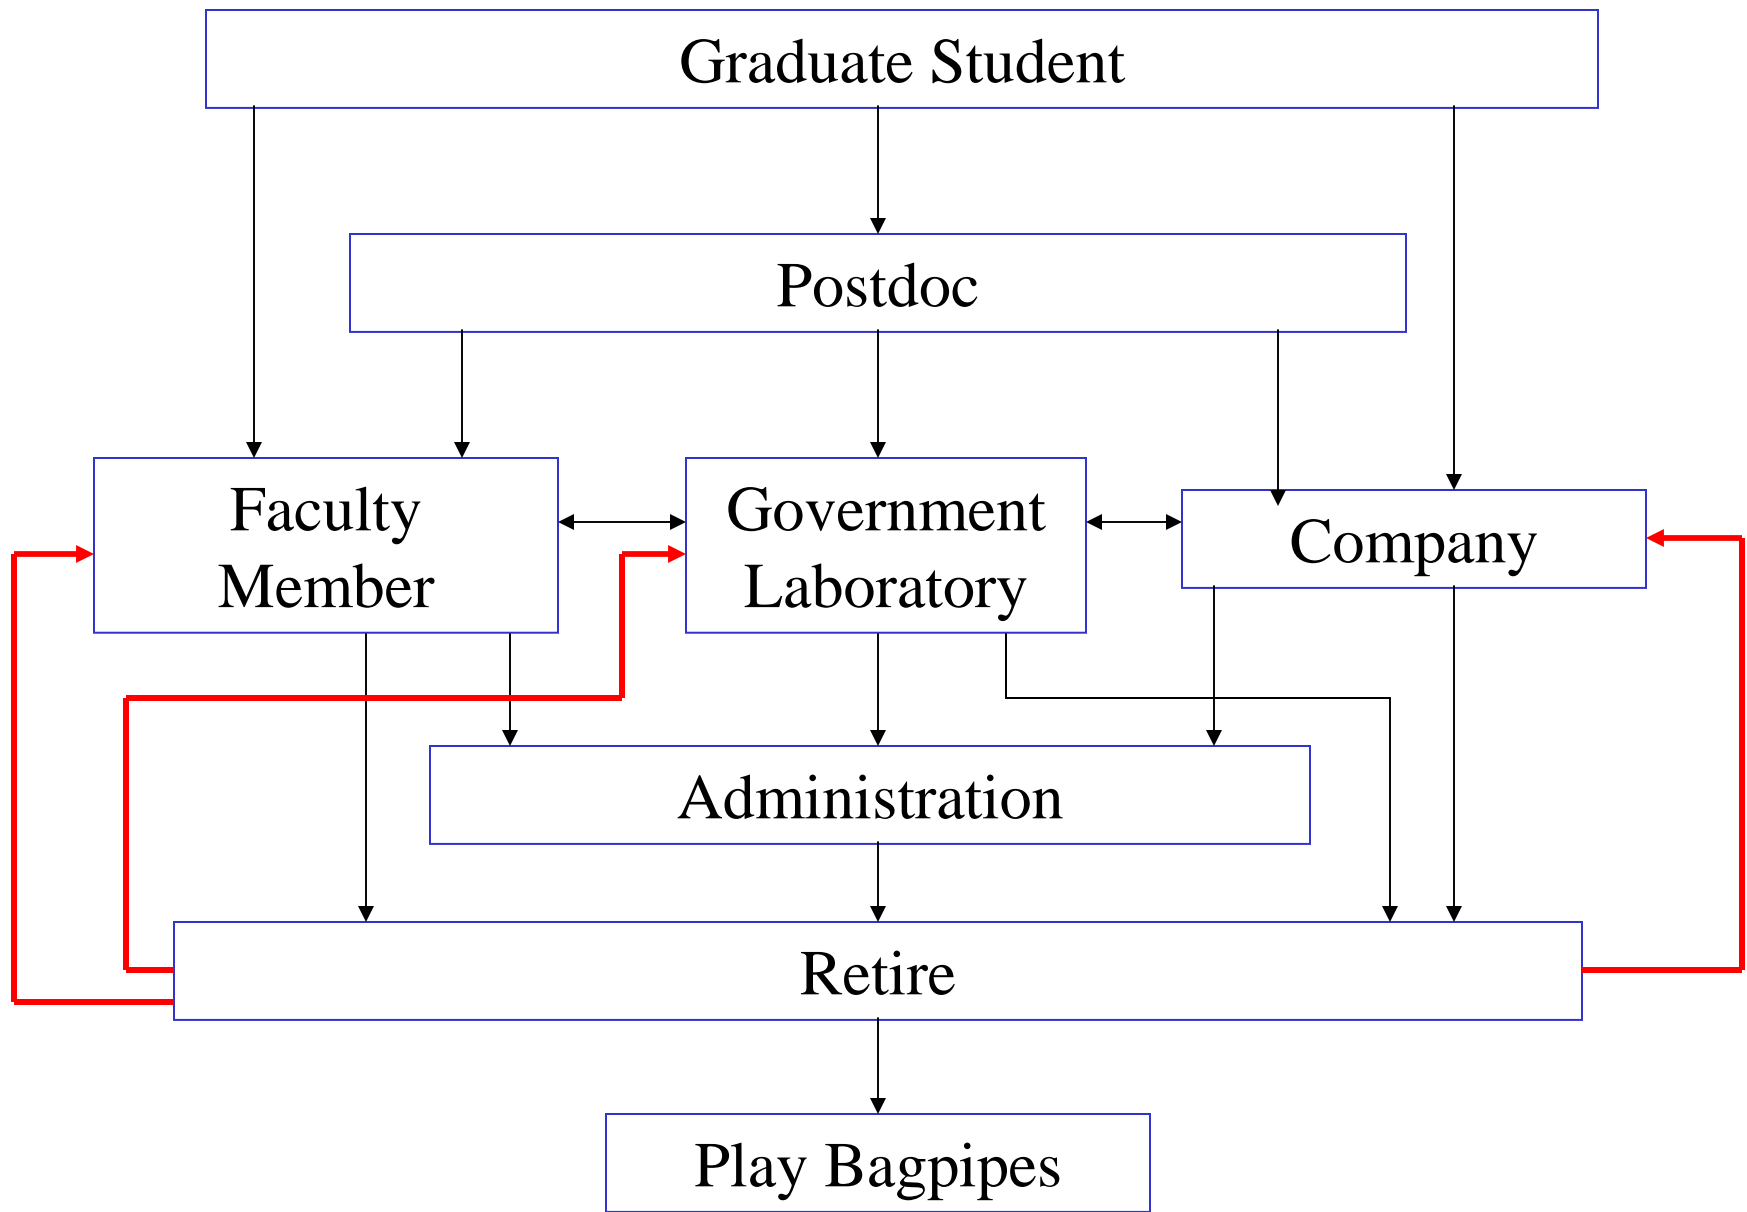 Graduate Student
Postdoc
Faculty
Member
Government
Laboratory
Company
Administration
Retire
Play Bagpipes